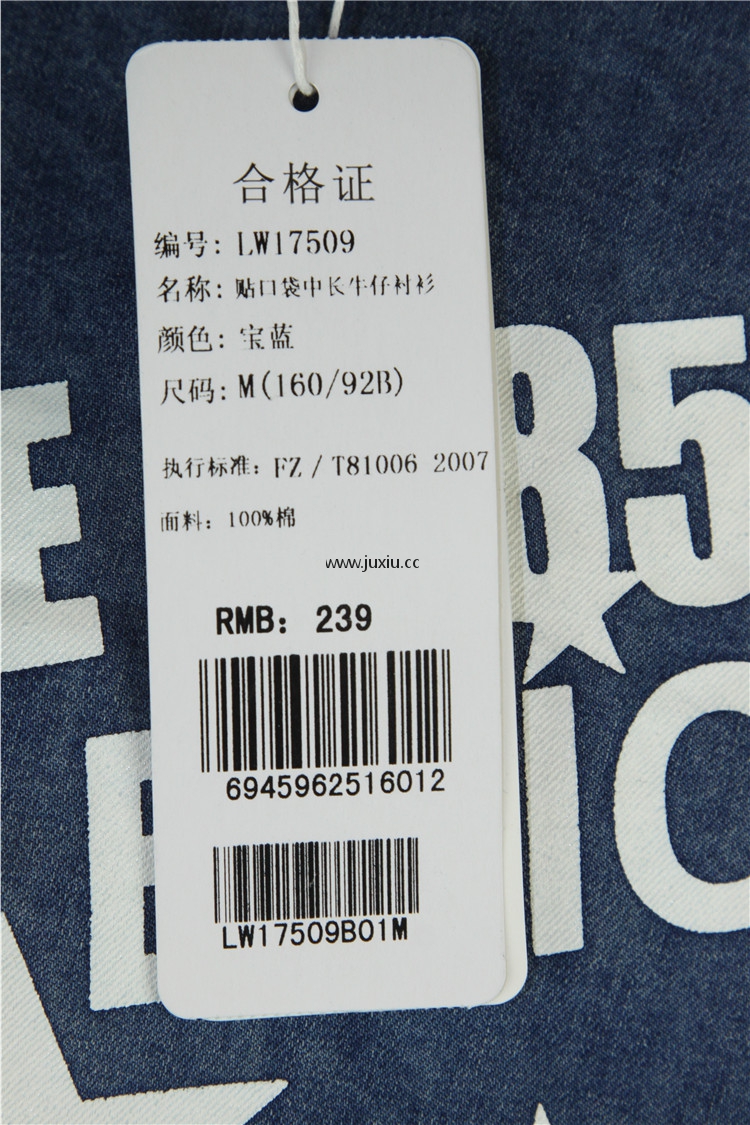 合格证
编号: LW17509
名称: 贴口袋中长牛仔衬衫
颜色: 宝蓝
尺码: M(160/92B)
执行标准: FZ / T81006 2007
面料: 100%棉
www.juxiu.cc
RMB: 239
6945962516012
LW17509B01M
85